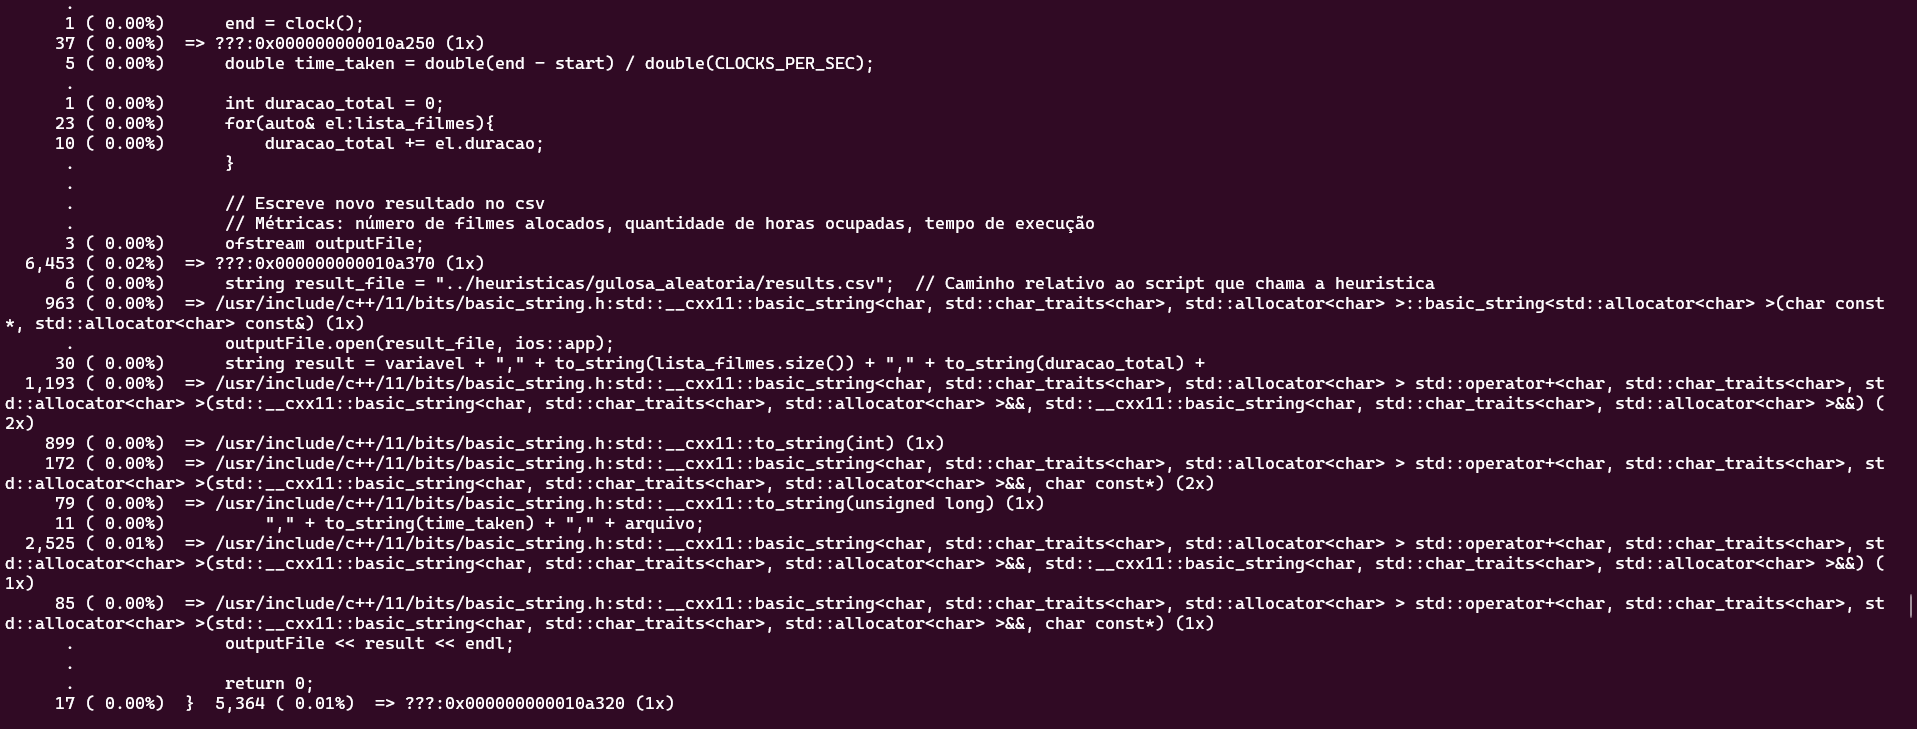 .
1 ( 0.00%)      end = clock();
37 ( 0.00%)  => ???:0x000000000010a250 (1x)
5 ( 0.00%)      double time_taken = double(end - start) / double(CLOCKS_PER_SEC);
.
1 ( 0.00%)      int duracao_total = 0;
23 ( 0.00%)      for(auto& el:lista_filmes){
10 ( 0.00%)          duracao_total += el.duracao;
.               }
.
.               // Escreve novo resultado no csv
.               // Métricas: número de filmes alocados, quantidade de horas ocupadas, tempo de execução
3 ( 0.00%)      ofstream outputFile;
6,453 ( 0.02%)  => ???:0x000000000010a370 (1x)
6 ( 0.00%)      string result_file = "../heuristicas/gulosa_aleatoria/results.csv";  // Caminho relativo ao script que chama a heuristica
963 ( 0.00%)  => /usr/include/c++/11/bits/basic_string.h:std::__cxx11::basic_string<char, std::char_traits<char>, std::allocator<char> >::basic_string<std::allocator<char> >(char const
*, std::allocator<char> const&) (1x)
.               outputFile.open(result_file, ios::app);
30 ( 0.00%)      string result = variavel + "," + to_string(lista_filmes.size()) + "," + to_string(duracao_total) +
1,193 ( 0.00%)  => /usr/include/c++/11/bits/basic_string.h:std::__cxx11::basic_string<char, std::char_traits<char>, std::allocator<char> > std::operator+<char, std::char_traits<char>, st
d::allocator<char> >(std::__cxx11::basic_string<char, std::char_traits<char>, std::allocator<char> >&&, std::__cxx11::basic_string<char, std::char_traits<char>, std::allocator<char> >&&) (
2x)
899 ( 0.00%)  => /usr/include/c++/11/bits/basic_string.h:std::__cxx11::to_string(int) (1x)
172 ( 0.00%)  => /usr/include/c++/11/bits/basic_string.h:std::__cxx11::basic_string<char, std::char_traits<char>, std::allocator<char> > std::operator+<char, std::char_traits<char>, st
d::allocator<char> >(std::__cxx11::basic_string<char, std::char_traits<char>, std::allocator<char> >&&, char const*) (2x)
79 ( 0.00%)  => /usr/include/c++/11/bits/basic_string.h:std::__cxx11::to_string(unsigned long) (1x)
11 ( 0.00%)          "," + to_string(time_taken) + "," + arquivo;
2,525 ( 0.01%)  => /usr/include/c++/11/bits/basic_string.h:std::__cxx11::basic_string<char, std::char_traits<char>, std::allocator<char> > std::operator+<char, std::char_traits<char>, st
d::allocator<char> >(std::__cxx11::basic_string<char, std::char_traits<char>, std::allocator<char> >&&, std::__cxx11::basic_string<char, std::char_traits<char>, std::allocator<char> >&&) (
1x)
85 ( 0.00%)  => /usr/include/c++/11/bits/basic_string.h:std::__cxx11::basic_string<char, std::char_traits<char>, std::allocator<char> > std::operator+<char, std::char_traits<char>, st
d::allocator<char> >(std::__cxx11::basic_string<char, std::char_traits<char>, std::allocator<char> >&&, char const*) (1x)
.               outputFile << result << endl;
.
.               return 0;
17 ( 0.00%)  }  5,364 ( 0.01%)  => ???:0x000000000010a320 (1x)